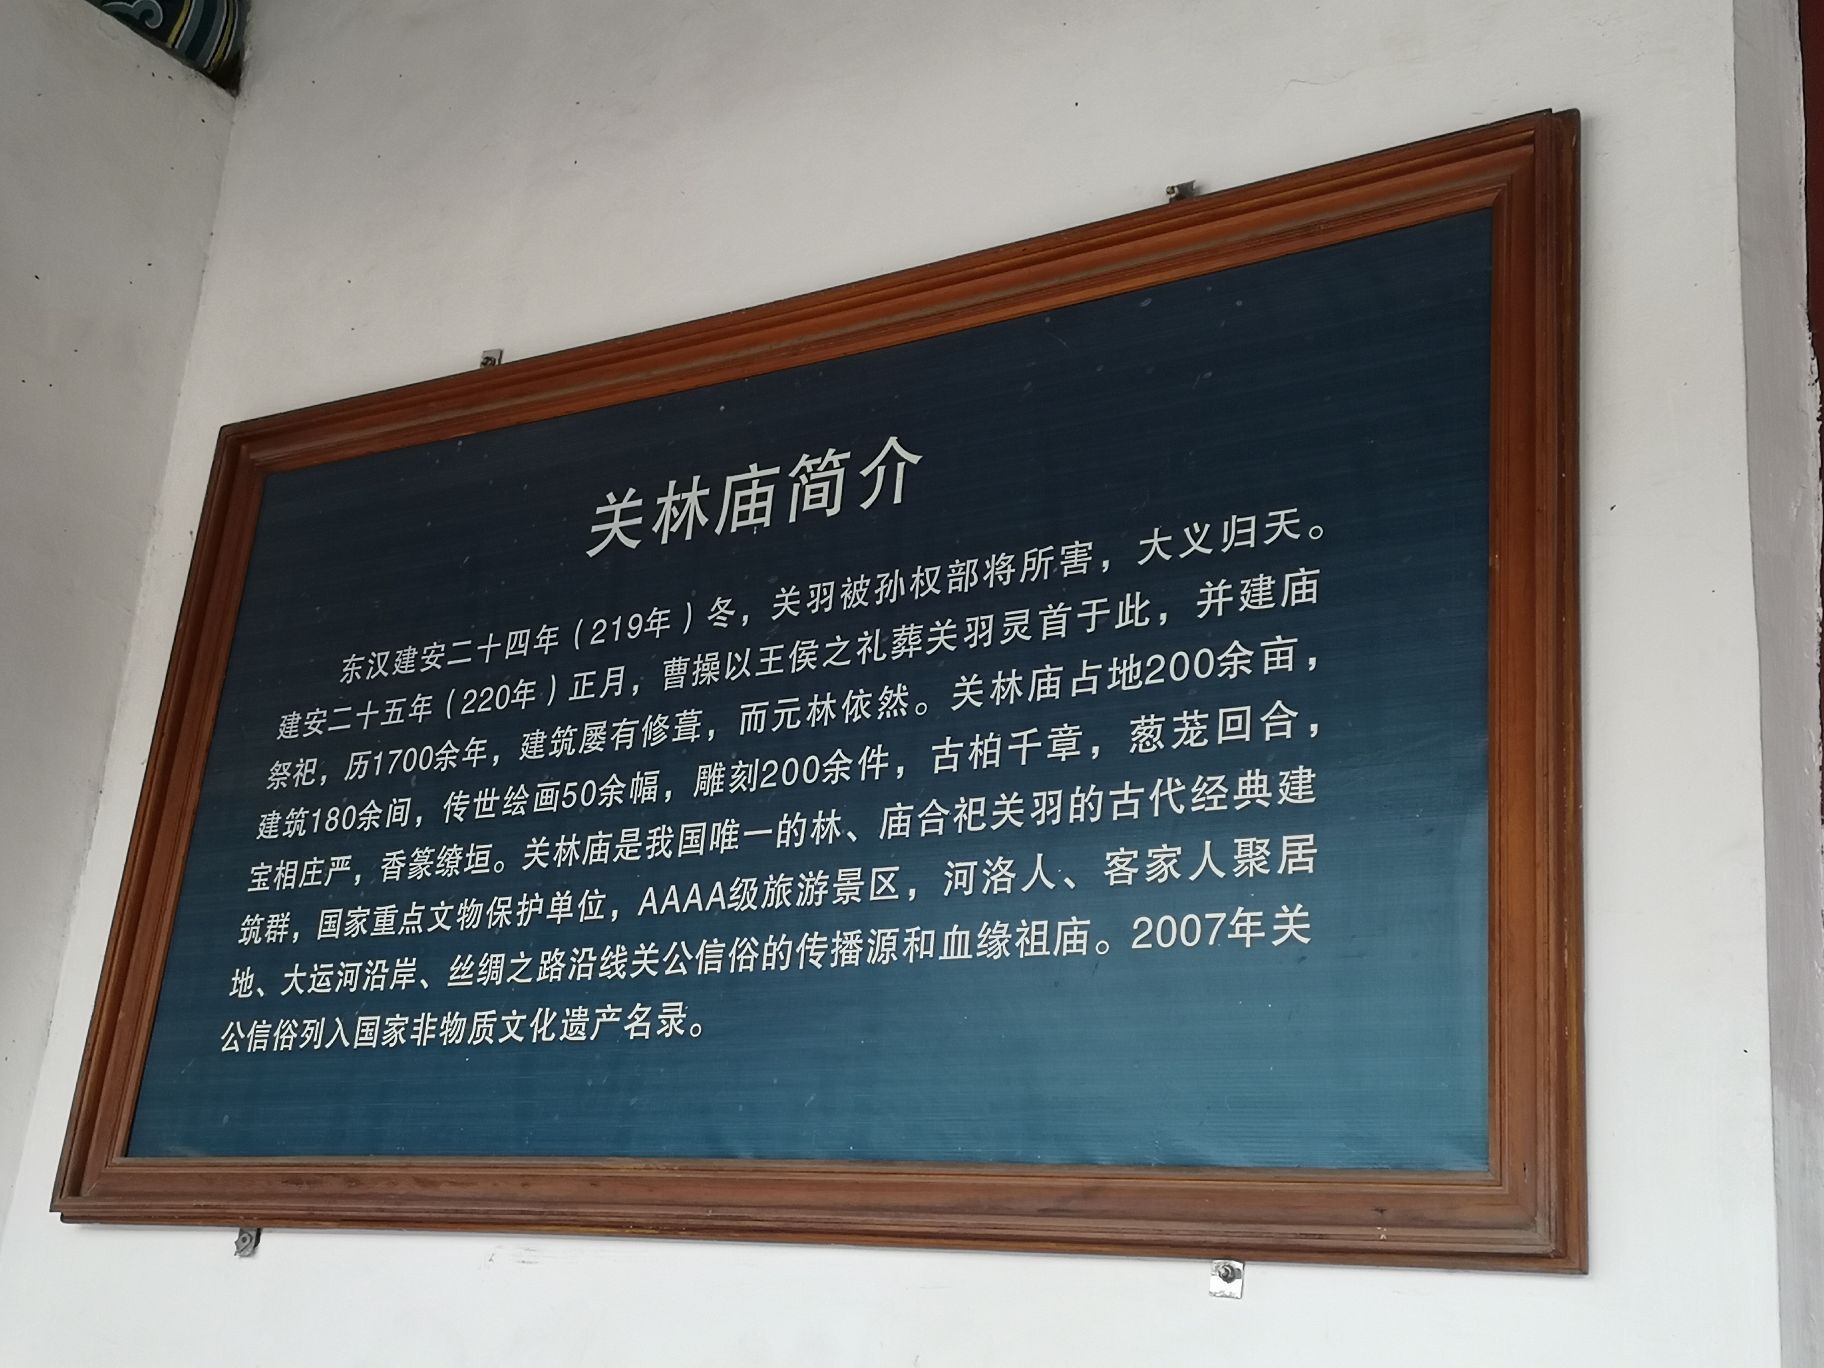 关林庙简介
东汉建安二十四年（219年）冬，关羽被孙权部将所害，大义归天。
建安二十五年（220年）正月，曹操以王侯之礼葬关羽灵首于此，并建庙
祭祀，历1700余年，建筑屡有修葺，而元林依然。关林庙占地200余亩，
建筑180余间，传世绘画50余幅，雕刻200余件，古柏千章，葱茏回合，
宝相庄严，香篆缭垣。关林庙是我国唯一的林、庙合祀关羽的古代经典建
筑群，国家重点文物保护单位，AAAA级旅游景区，河洛人、客家人聚居
地、大运河沿岸、丝绸之路沿线关公信俗的传播源和血缘祖庙。2007年关
公信俗列入国家非物质文化遗产名录。